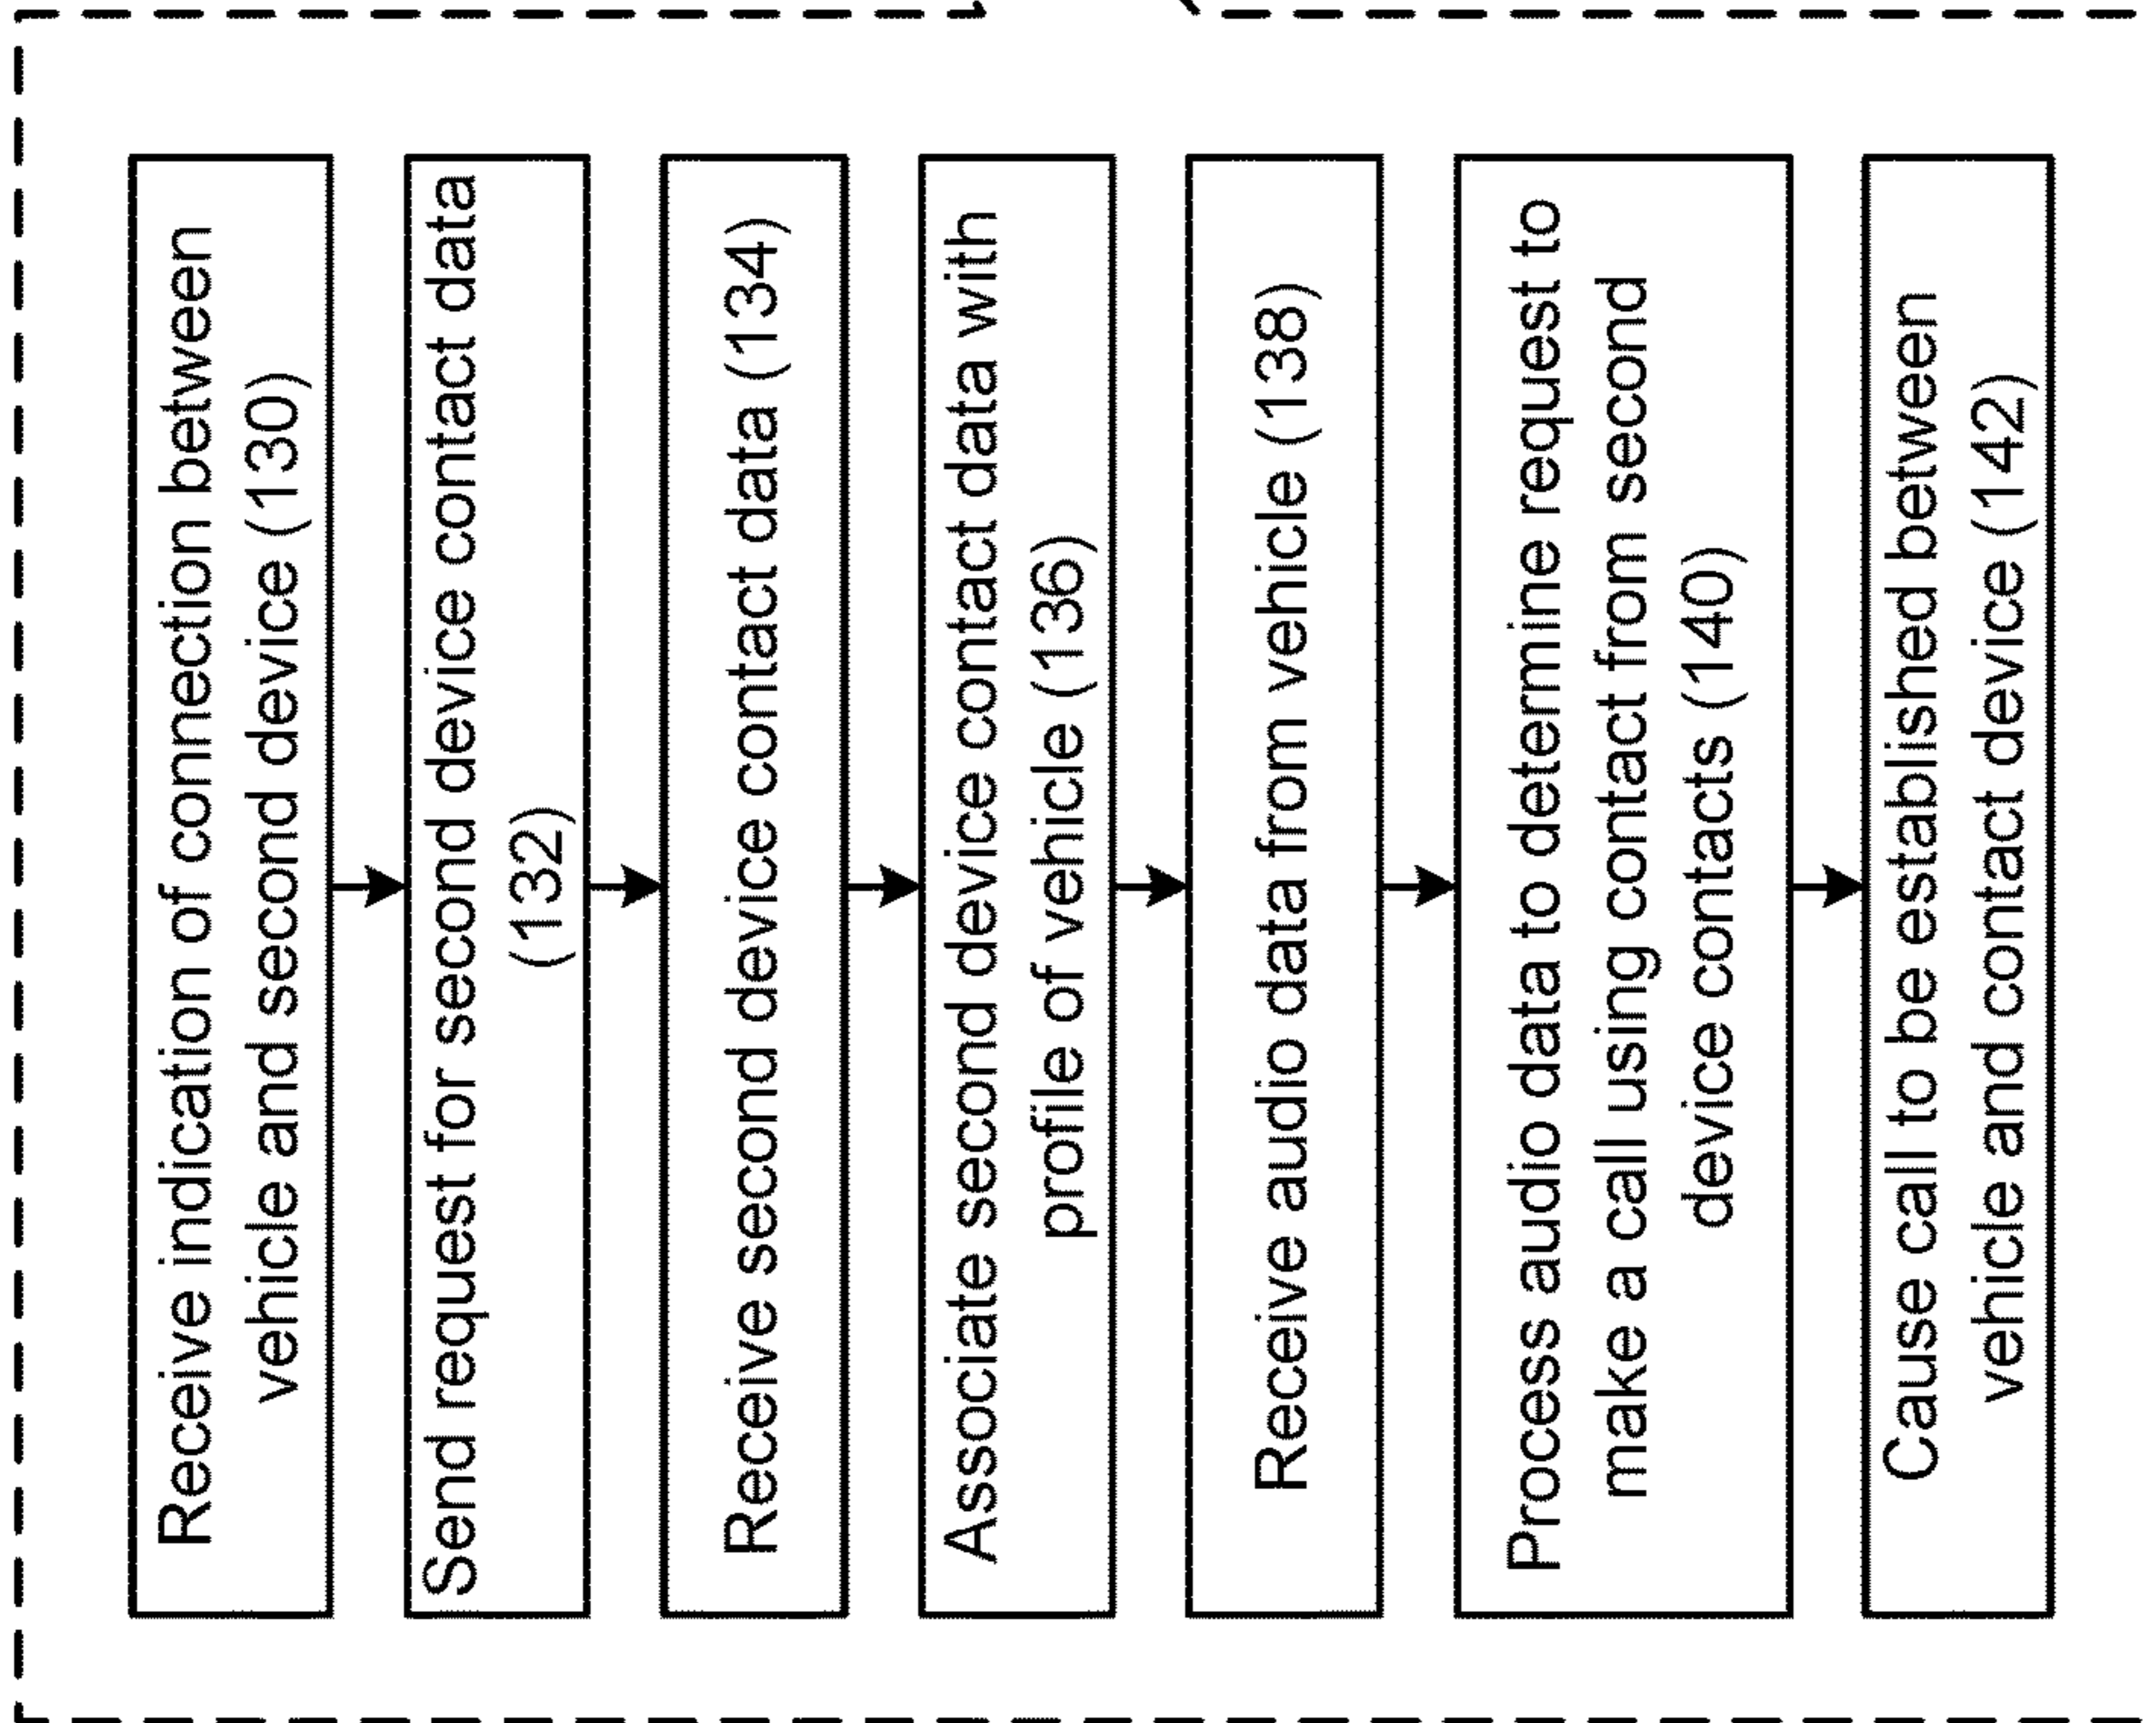 Receive indication of connection between
vehicle and second device (130)
Send request for second device contact data
(132)
Receive second device contact data (134)
Associate second device contact data with
profile of vehicle (136)
Receive audio data from vehicle (138)
Process audio data to determine request to
make a call using contact from second
device contacts (140)
Cause call to be established between
vehicle and contact device (142)